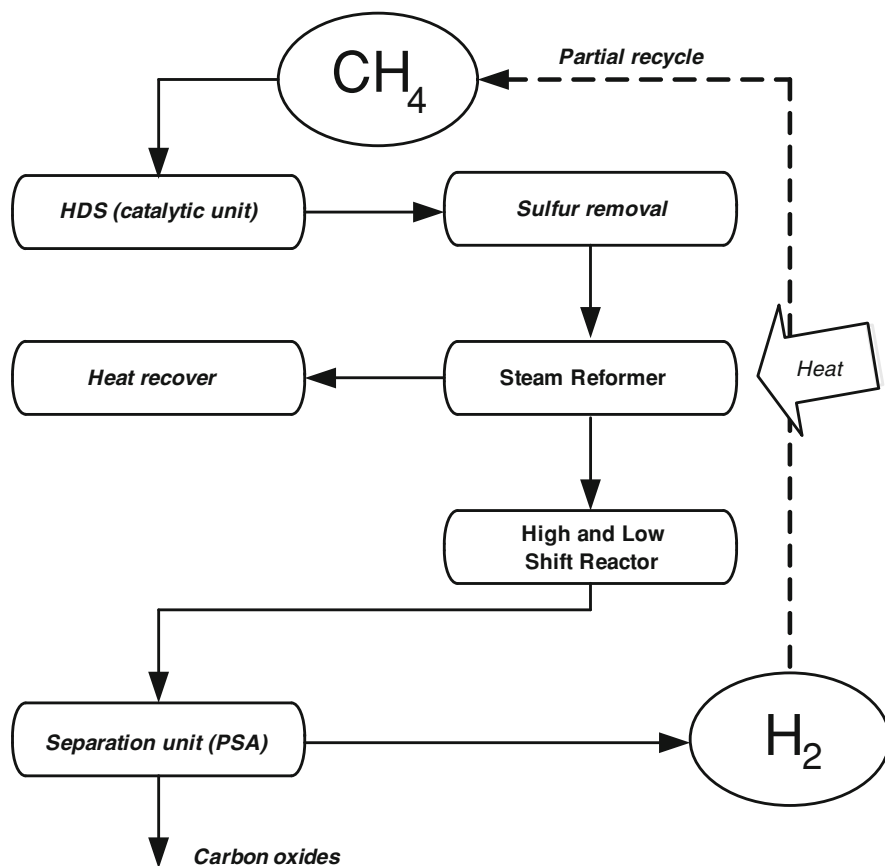 Partial recycle
CH4
HDS (catalytic unit)
Sulfur removal
Heat recover
Steam Reformer
Heat
High and Low
Shift Reactor
Separation unit (PSA)
H2
Carbon oxides